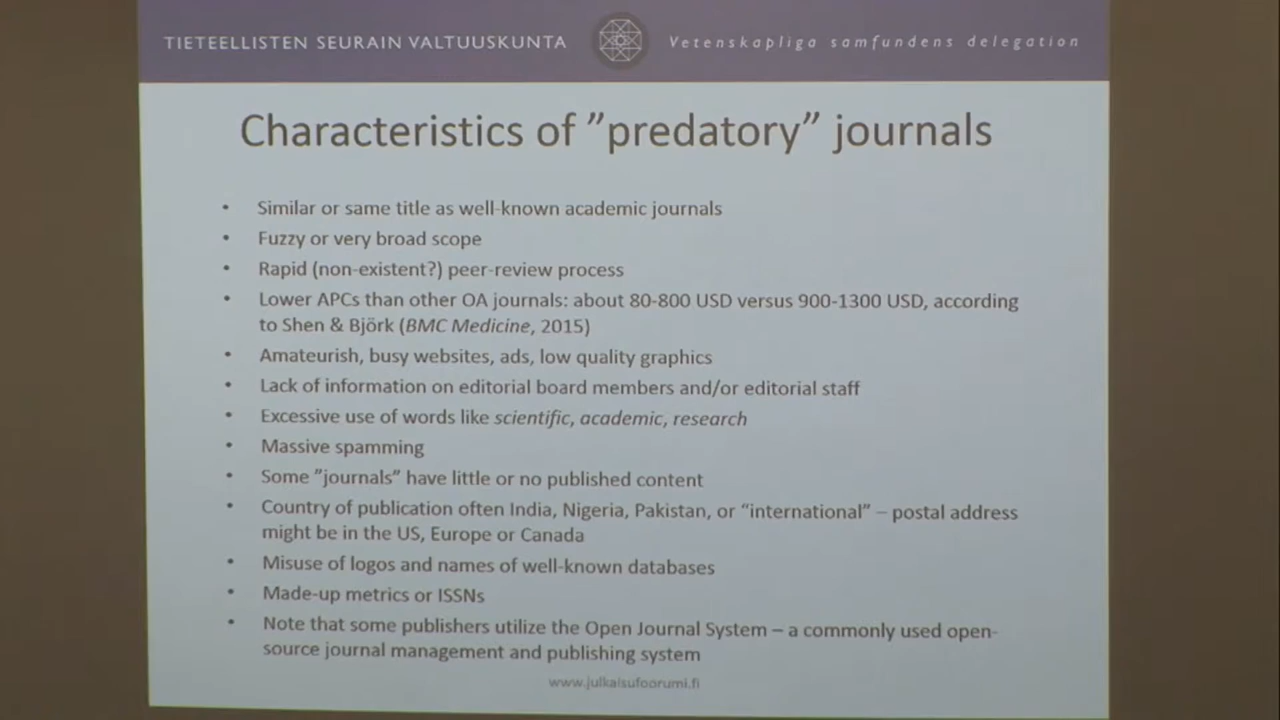 TIETEELLISTEN SEURAIN VALTUUSKUNTA Vetenskapliga samfundens delegation
Characteristics of ”predatory” journals
• Similar or same title as well-known academic journals
• Fuzzy or very broad scope
• Rapid (non-existent?) peer-review process
• Lower APCs than other OA journals: about 80-800 USD versus 900-1300 USD, according
to Shen & Björk (BMC Medicine, 2015)
• Amateurish, busy websites, ads, low quality graphics
• Lack of information on editorial board members and/or editorial staff
• Excessive use of words like scientific, academic, research
• Massive spamming
• Some ”journals” have little or no published content
• Country of publication often India, Nigeria, Pakistan, or “international” – postal address
might be in the US, Europe or Canada
• Misuse of logos and names of well-known databases
• Made-up metrics or ISSNs
• Note that some publishers utilize the Open Journal System – a commonly used open-
source journal management and publishing system
www.julkaisufoorumi.fi